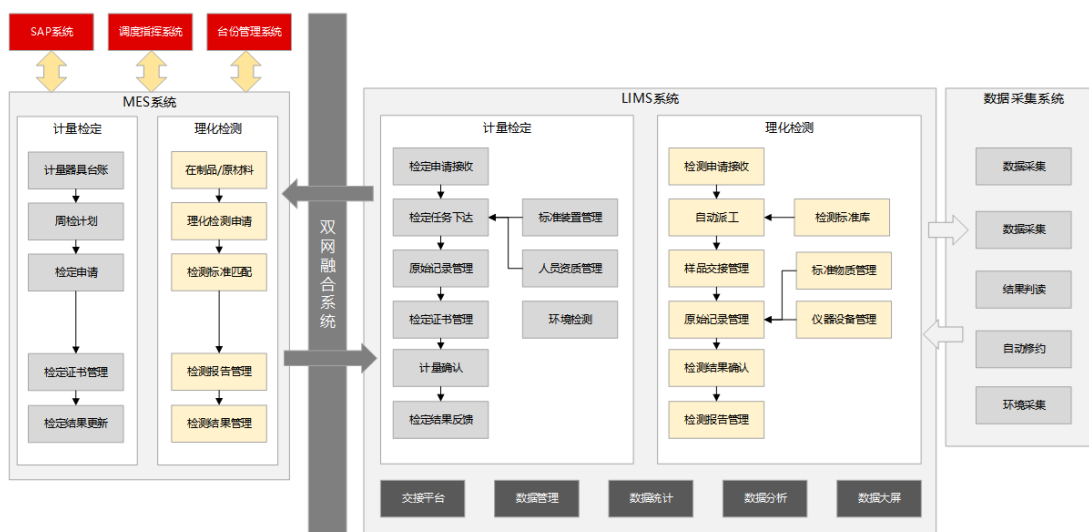 SAP系统
调度指挥系统
台份管理系统
MES系统
计量检定
计量器具台账
周检计划
检定申请
检定证书管理
检定结果更新
理化检测
在制品/原材料
理化检测申请
检测标准匹配
检测报告管理
检测结果管理
双网融合系统
LIMS系统
计量检定
检定申请接收
检定任务下达
原始记录管理
检定证书管理
计量确认
检定结果反馈
标准装置管理
人员资质管理
环境检测
理化检测
检测申请接收
自动派工
样品交接管理
原始记录管理
检测结果确认
检测报告管理
检测标准库
标准物质管理
仪器设备管理
交接平台
数据管理
数据统计
数据分析
数据大屏
数据采集系统
数据采集
数据采集
结果判读
自动修约
环境采集